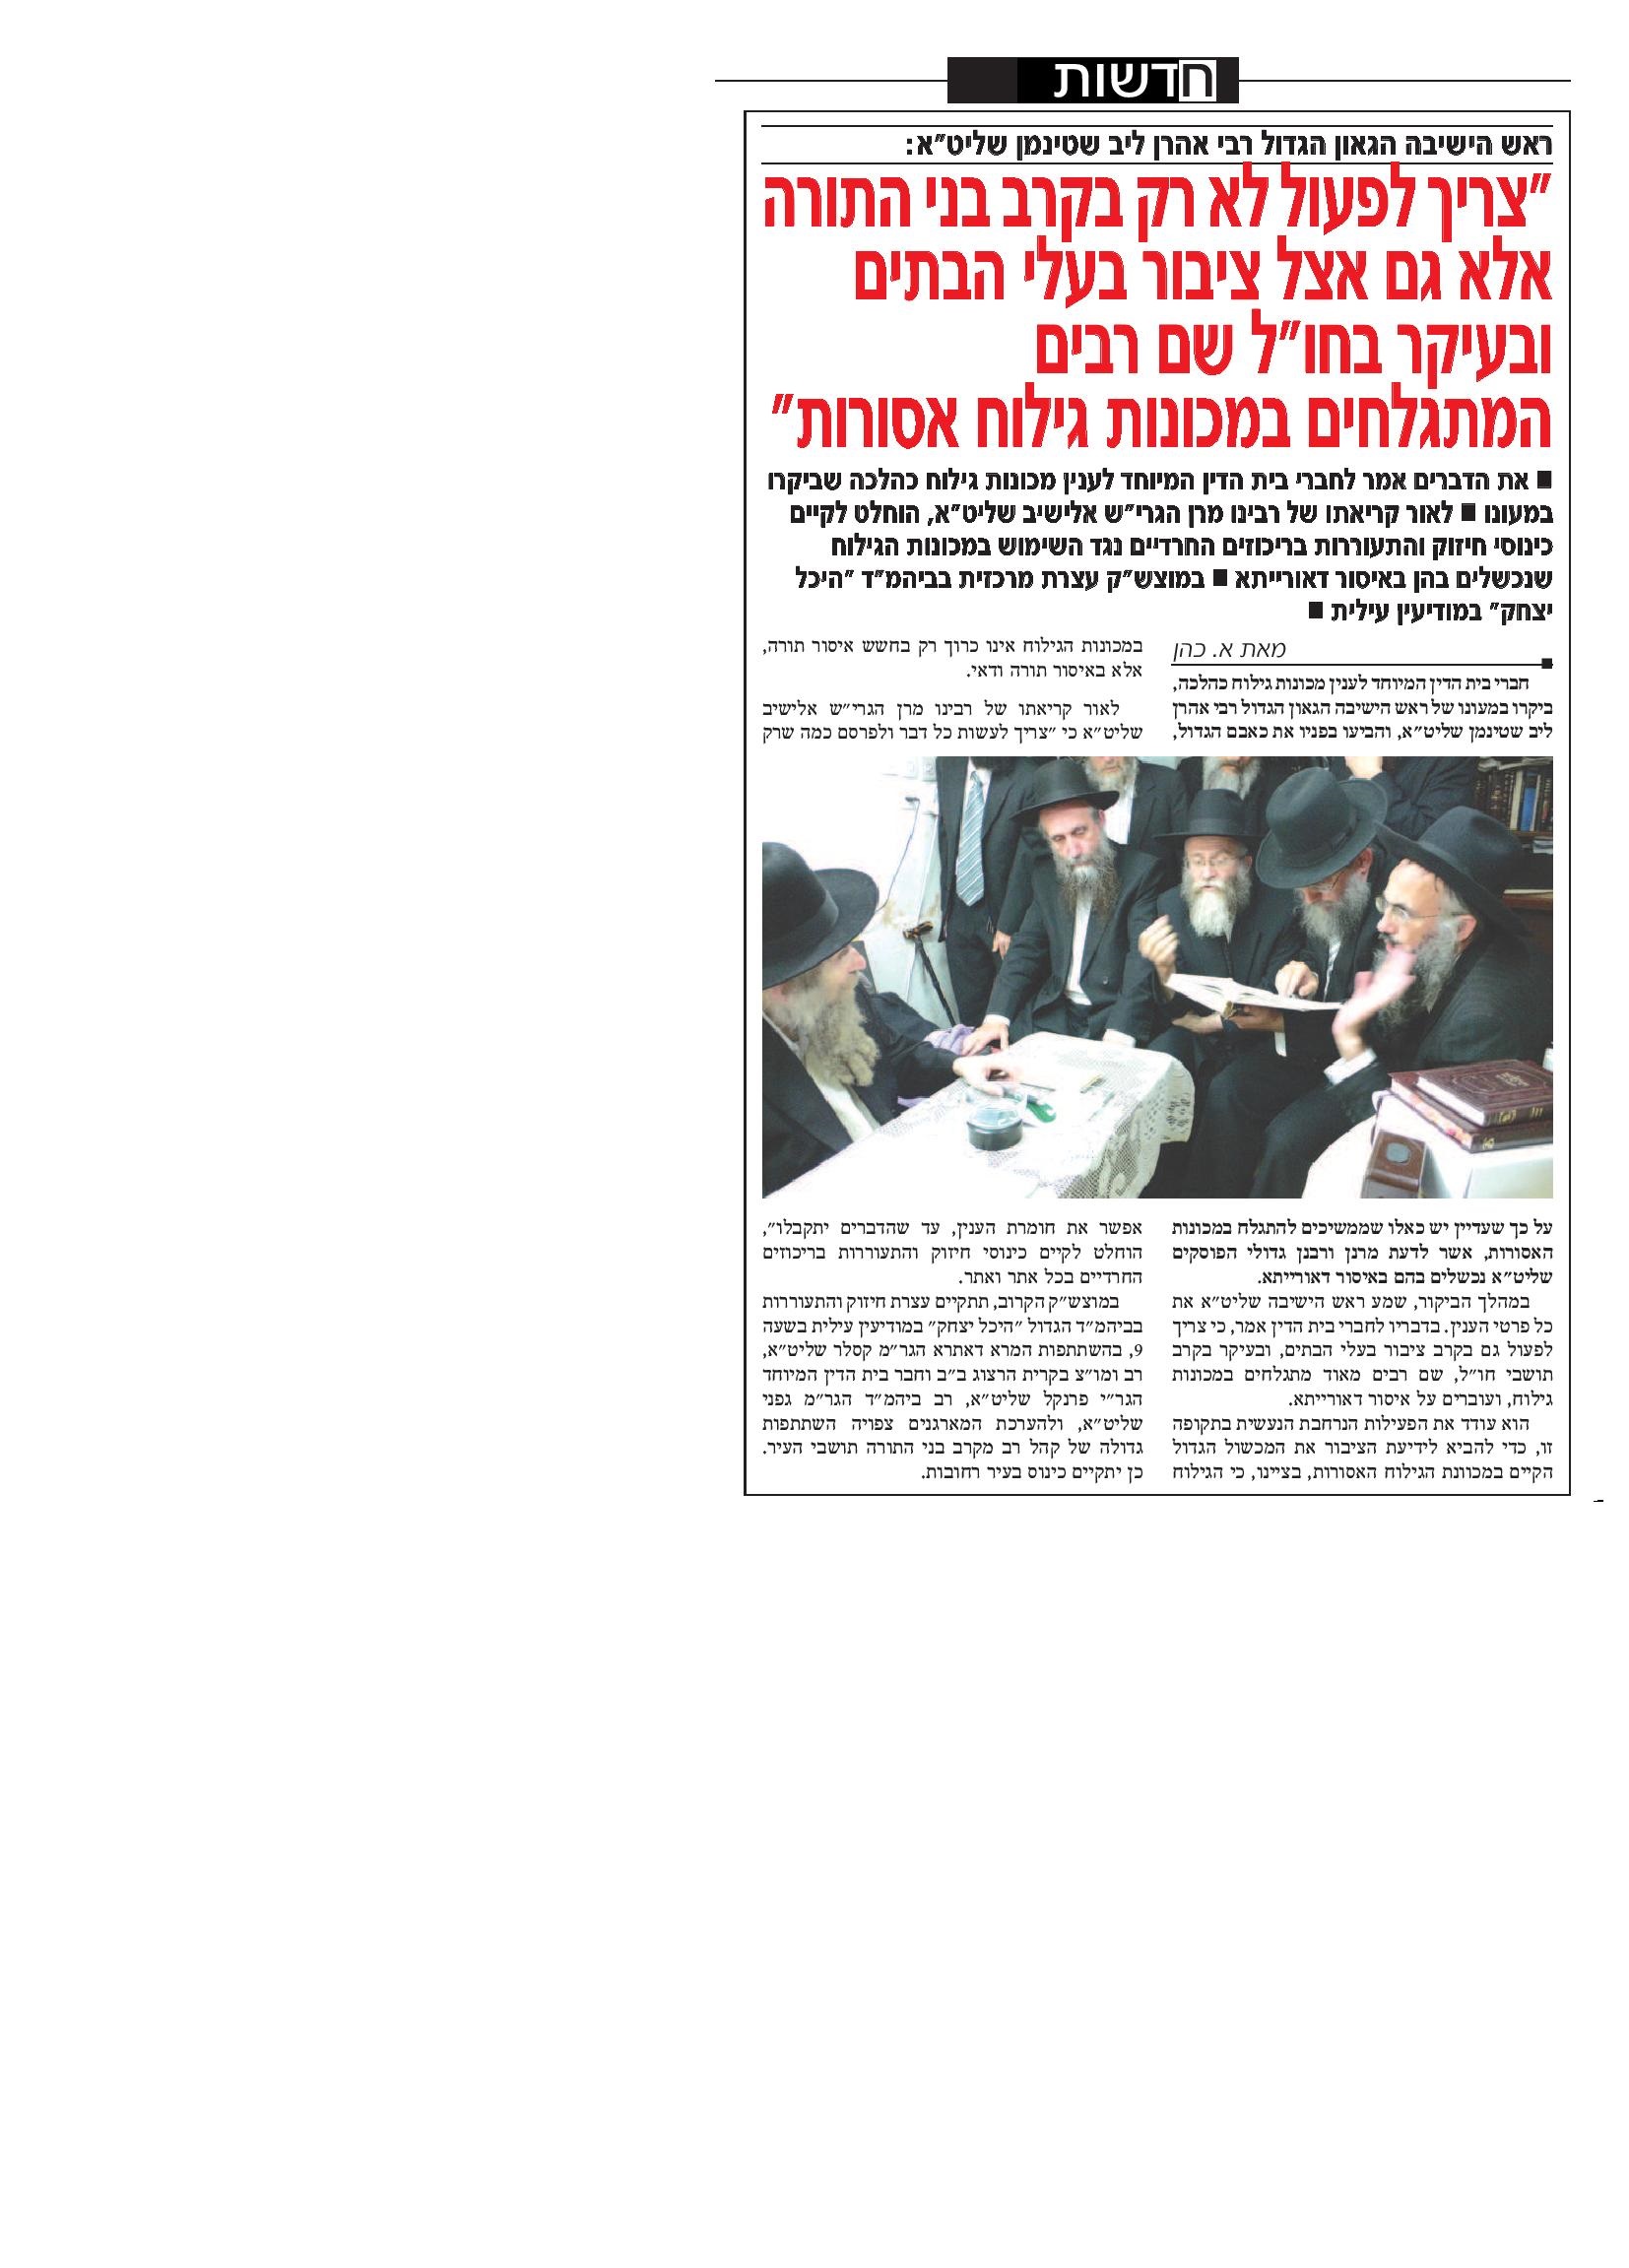 חדשות
ראש הישיבה הגאון הגדול רבי אהרן ליב שטינמן שליט"א:
"צריך לפעול לא רק בקרב בני התורה
אלא גם אצל ציבור בעלי הבתים
ובעיקר בחו"ל שם רבים
המתגלחים במכונות גילוח אסורות"
■ את הדברים אמר לחברי בית הדין המיוחד לענין מכונות גילוח כהלכה שביקרו
במעונו ■ לאור קריאתו של רבינו מרן הגרי"ש אלישיב שליט"א, הוחלט לקיים
כינוסי חיזוק והתעוררות בריכוזים החרדיים נגד השימוש במכונות הגילוח
שנכשלים בהן באיסור דאורייתא ■ במוצש"ק עצרת מרכזית בביהמ"ד "היכל
יצחק" במודיעין עילית ■
מאת א. כהן
חברי בית הדין המיוחד לענין מכונות גילוח כהלכה,
ביקרו במעונו של ראש הישיבה הגאון הגדול רבי אהרן
ליב שטינמן שליט"א, והביעו בפניו את כאבם הגדול,
על כך שעדיין יש כאלו שממשיכים להתגלח במכונות
האסורות, אשר לדעת מרנן ורבנן גדולי הפוסקים
שליט"א נכשלים בהם באיסור דאורייתא.
במהלך הביקור, שמע ראש הישיבה שליט"א את
כל פרטי הענין. בדבריו לחברי בית הדין אמר, כי צריך
לפעול גם בקרב ציבור בעלי הבתים, ובעיקר בקרב
תושבי חו"ל, שם רבים מאוד מתגלחים במכונות
גילוח, ועוברים על איסור דאורייתא.
הוא עודד את הפעילות הנרחבת הנעשית בתקופה
זו, כדי להביא לידיעת הציבור את המכשול הגדול
הקיים במכוונת הגילוח האסורות, בציינו, כי הגילוח
במכונות הגילוח אינו כרוך רק בחשש איסור תורה,
אלא באיסור תורה ודאי.
לאור קריאתו של רבינו מרן הגרי"ש אלישיב
שליט"א כי "צריך לעשות כל דבר ולפרסם כמה שרק
אפשר את חומרת הענין, עד שהדברים יתקבלו",
הוחלט לקיים כינוסי חיזוק והתעוררות בריכוזים
החרדיים בכל אתר ואתר.
במוצש"ק הקרוב, תתקיים עצרת חיזוק והתעוררות
בביהמ"ד הגדול "היכל יצחק" במודיעין עילית בשעה
9, בהשתתפות המרא דאתרא הגר"מ קסלר שליט"א,
רב ומו"צ בקרית הרצוג ב"ב וחבר בית הדין המיוחד
הגר"י פרנקל שליט"א, רב ביהמ"ד הגר"מ גפני
שליט"א, ולהערכת המארגנים צפויה השתתפות
גדולה של קהל רב מקרב בני התורה תושבי העיר.
כן יתקיים כינוס בעיר רחובות.